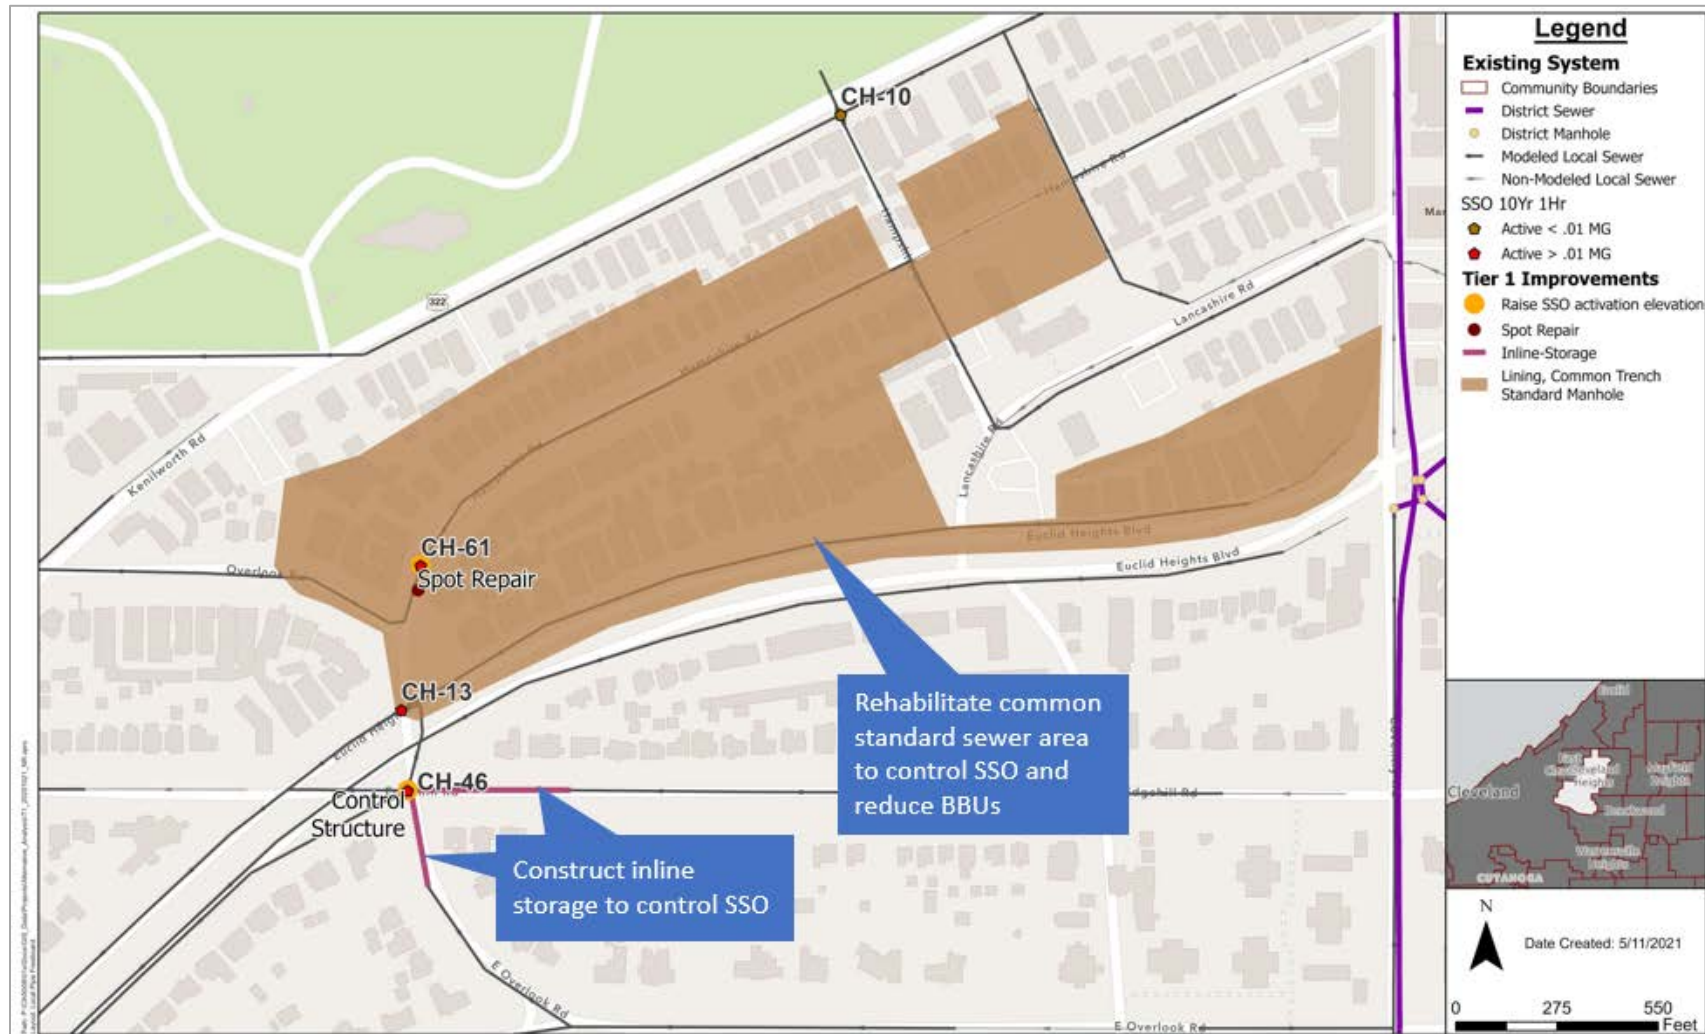 CH-10
Hampshire Rd
322
Lancashire Rd
Hampshire Rd
Kenilworth Rd
Lancashire Rd
Euclid Heights Blvd
CH-61
Spot Repair
Euclid Heights Blvd
CH-13
CH-46
Control
Structure
Rehabilitate common
standard sewer area
to control SSO and
reduce BBUs
Construct inline
storage to control SSO
E Overlook Rd
E Overlook Rd
Legend
Existing System
Community Boundaries
District Sewer
District Manhole
Modeled Local Sewer
Non-Modeled Local Sewer
SSO 10Yr 1Hr
Active < .01 MG
Active > .01 MG
Tier 1 Improvements
Raise SSO activation elevation
Spot Repair
Inline-Storage
Lining, Common Trench
Standard Manhole
Euclid
Cleveland
CUYAHOGA
N
Date Created: 5/11/2021
0 275 550
Feet